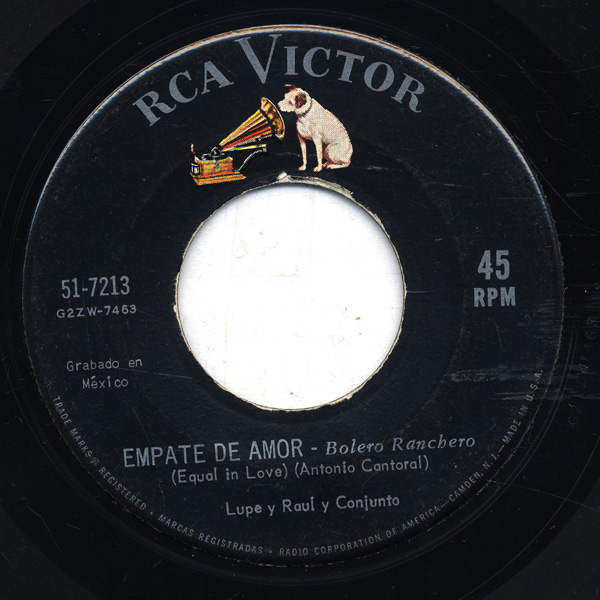 RCA VICTOR
51-7213
G2ZW-7463
45
RPM
Grabado en
México
EMPATE DE AMOR - Bolero Ranchero
(Equal in Love) (Antonio Cantoral)
Lupe y Raul y Conjunto
TRADE MARKS ® REGISTERED • MARCAS REGISTRADAS • RADIO CORPORATION OF AMERICA - CAMDEN, N. J. - MADE IN U.S.A.